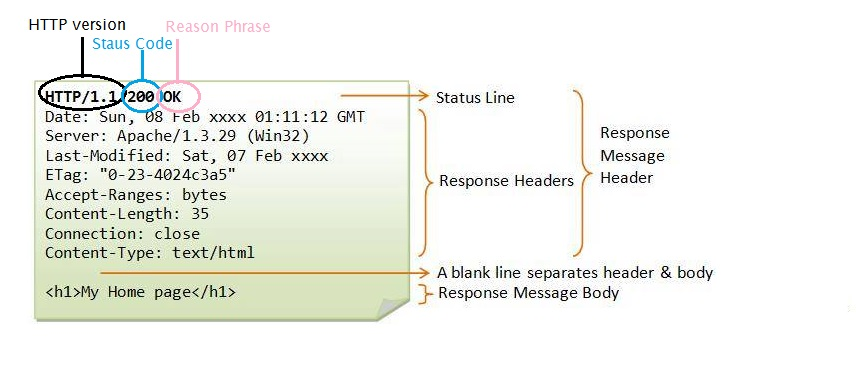 HTTP version
Reason Phrase
Staus Code
HTTP/1.1 200 OK
Status Line
Date: Sun, 08 Feb xxxx 01:11:12 GMT
Server: Apache/1.3.29 (Win32)
Last-Modified: Sat, 07 Feb xxxx
ETag: "0-23-4024c3a5"
Accept-Ranges: bytes
Content-Length: 35
Connection: close
Content-Type: text/html
Response Headers
Response
Message
Header
A blank line separates header & body
<h1>My Home page</h1>
Response Message Body